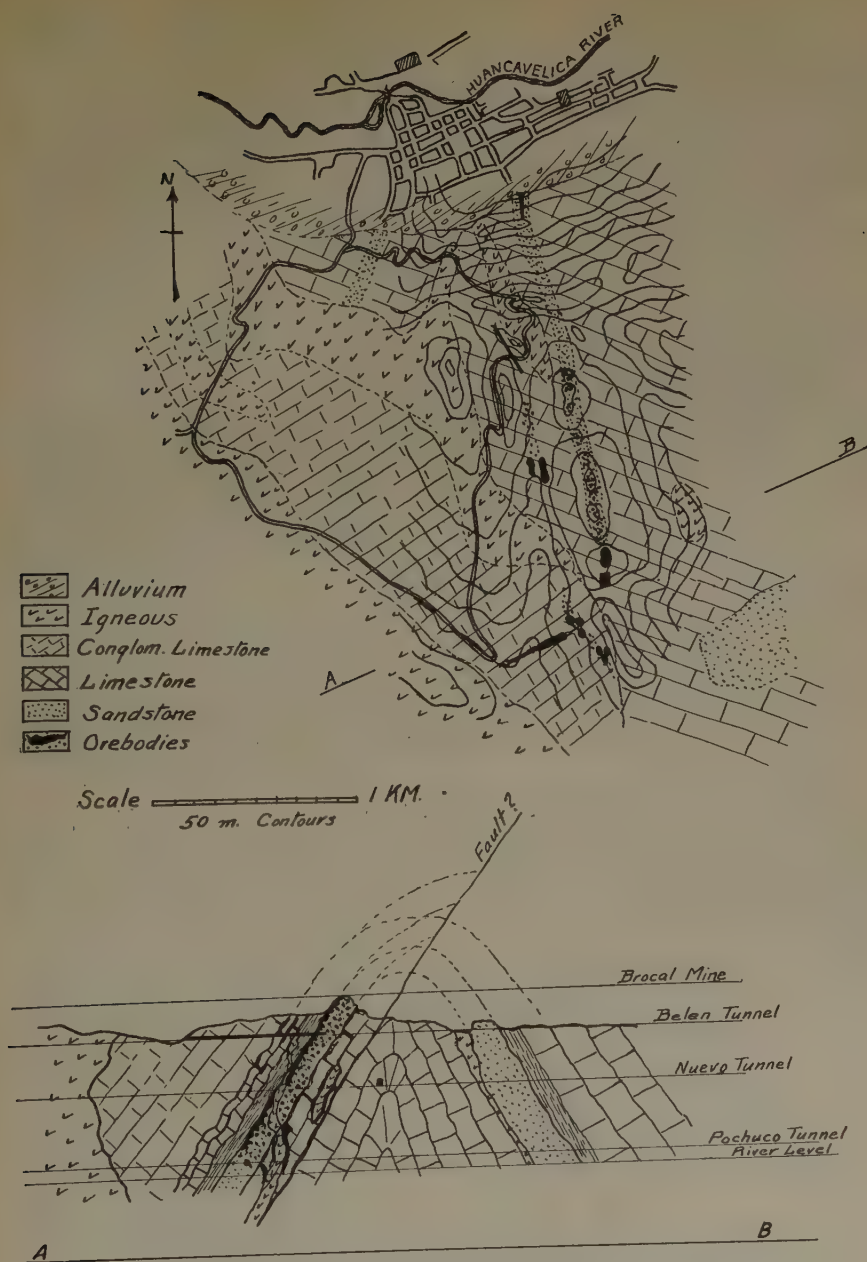 HUANCAVELICA RIVER
N
B
Alluvium
Igneous
Conglom. Limestone
Limestone
Sandstone
Orebodies
A
Scale 1 KM.
50 m. Contours
Fault?
Brocal Mine
Belen Tunnel
Nuevo Tunnel
Pochuco Tunnel
River Level
A
B